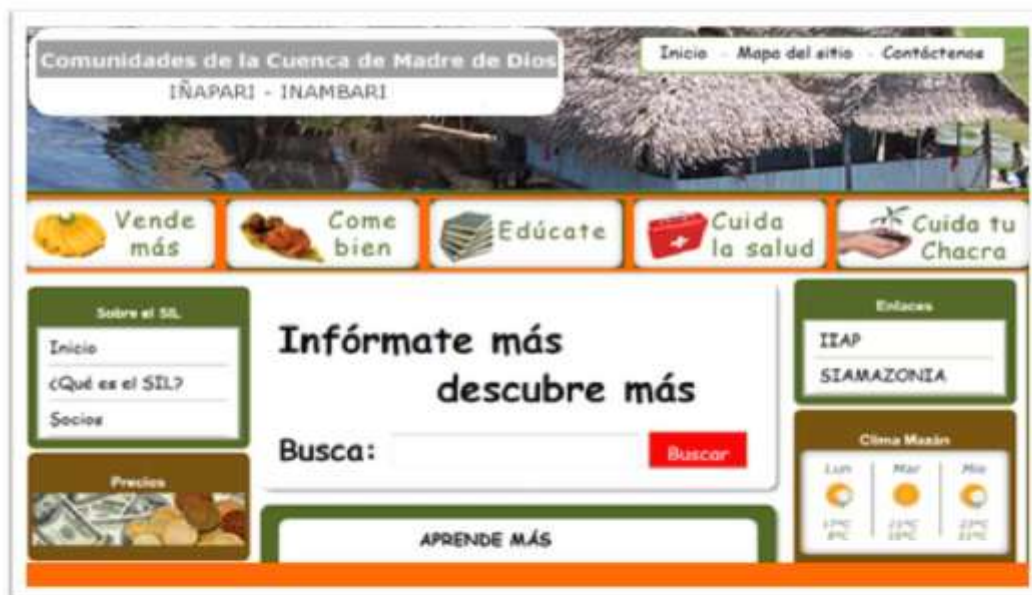 Comunidades de la Cuenca de Madre de Dios
IÑAPARI - INAMBARI
Inicio - Mapa del sitio - Contáctenos
Vende
más
Come
bien
Edúcate
Cuida
la salud
Cuida tu
Chacra
Sobre el SIL
Inicio
¿Qué es el SIL?
Socios
Precios
Infórmate más
descubre más
Busca:
Buscar
APRENDE MÁS
Enlaces
IIAP
SIAMAZONIA
Clima Mazán
Lun Mar Mie